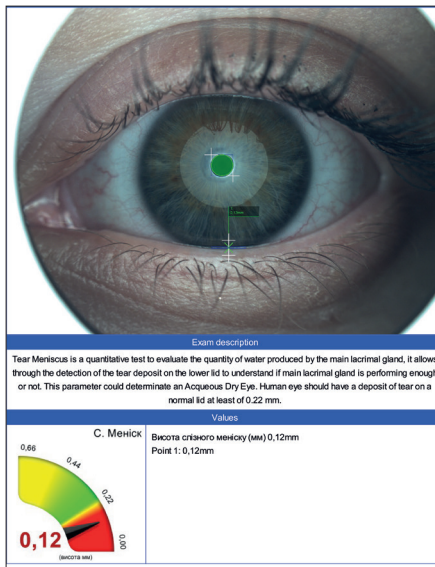 Exam description
Tear Meniscus is a quantitative test to evaluate the quantity of water produced by the main lacrimal gland, it allows
through the detection of the tear deposit on the lower lid to understand if main lacrimal gland is performing enough
or not. This parameter could determinate an Acqueous Dry Eye. Human eye should have a deposit of tear on a
normal lid at least of 0.22 mm.
Values
С. Меніск
0,66
0,44
0,22
0,00
0,12
(висота мм)
Висота слізного меніску (мм) 0,12mm
Point 1: 0,12mm